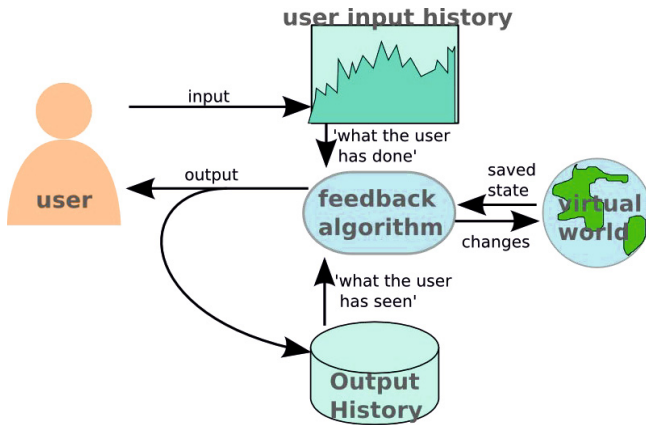 user input history
input
'what the user
has done'
output
user
feedback
algorithm
saved
state
changes
virtual
world
'what the user
has seen'
Output
History